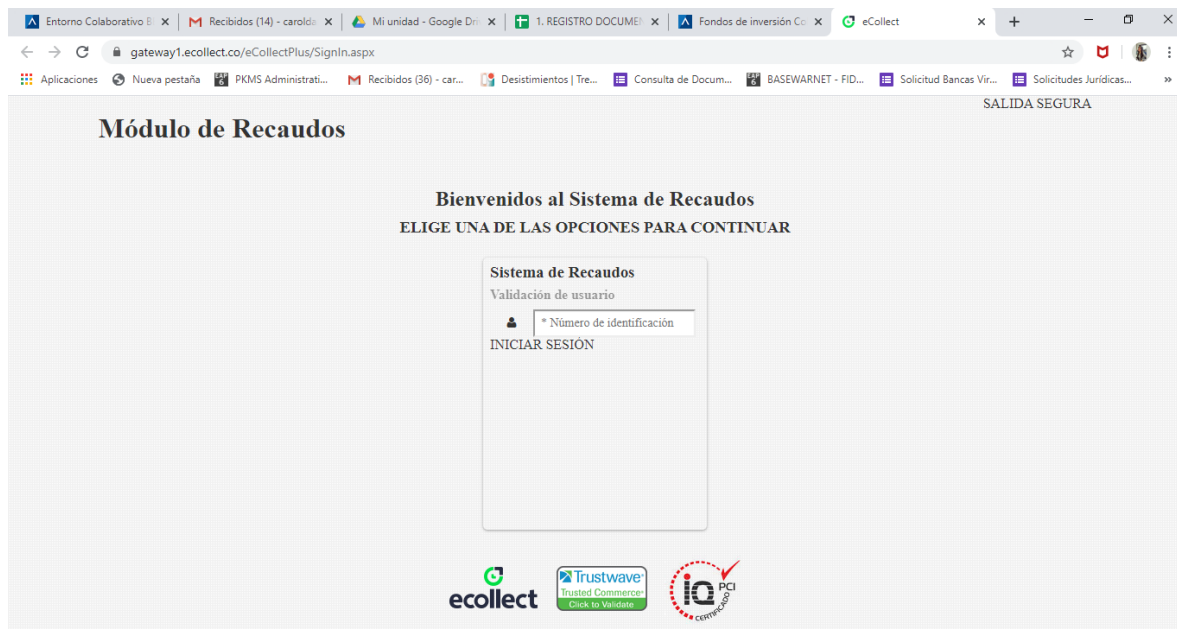 Entorno Colaborativo B
Recibidos (14) - carolda
Mi unidad - Google Dri
1. REGISTRO DOCUMEN
Fondos de inversión Co
eCollect
gateway1.ecollect.co/eCollectPlus/SignIn.aspx
Aplicaciones
Nueva pestaña
PKMS Administrati...
Recibidos (36) - car...
Desistimientos | Tre...
Consulta de Docum...
BASEWARNET - FID...
Solicitud Bancas Vir...
Solicitudes Jurídicas...
SALIDA SEGURA
Módulo de Recaudos
Bienvenidos al Sistema de Recaudos
ELIGE UNA DE LAS OPCIONES PARA CONTINUAR
Sistema de Recaudos
Validación de usuario
* Número de identificación
INICIAR SESIÓN
ecollect
Trustwave
Trusted Commerce
Click to Validate
iQ PCI
CERTIFICADO